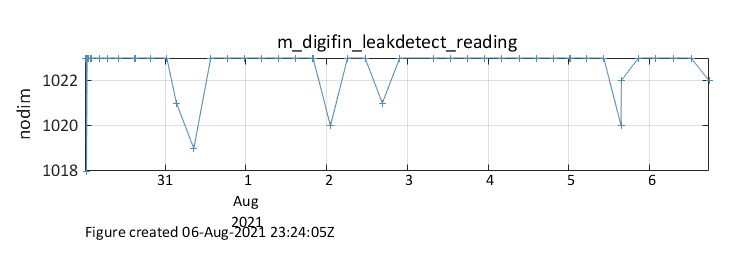 m_digifin_leakdetect_reading
nodim
1022
1020
1018
31 1 2 3 4 5 6
Aug
2021
Figure created 06-Aug-2021 23:24:05Z